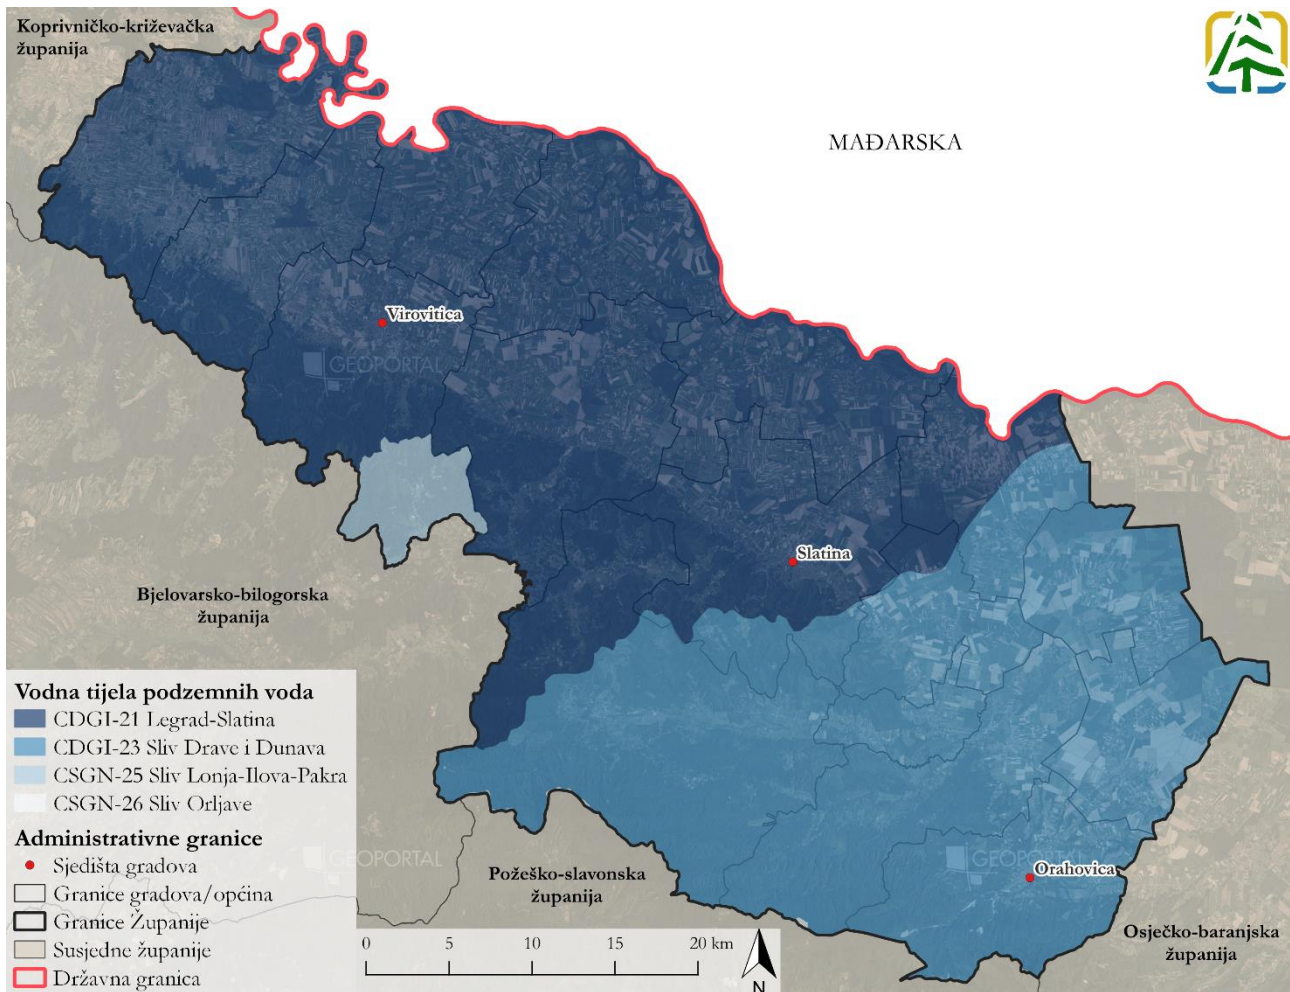 Koprivničko-križevačka
županija
MAĐARSKA
Virovitica
GEOPORTAL
Slatina
Bjelovarsko-bilogorska
županija
Vodna tijela podzemnih voda
CDGI-21 Legrad-Slatina
CDGI-23 Sliv Drave i Dunava
CSGN-25 Sliv Lonja-Ilova-Pakra
CSGN-26 Sliv Orljave
Administrativne granice
Sjedišta gradova
Granice gradova/općina
Granice Županije
Susjedne županije
Državna granica
GEOPORTAL
Požeško-slavonska
županija
GEOPORTAL
Orahovica
Osječko-baranjska
županija
0 5 10 20 km
N